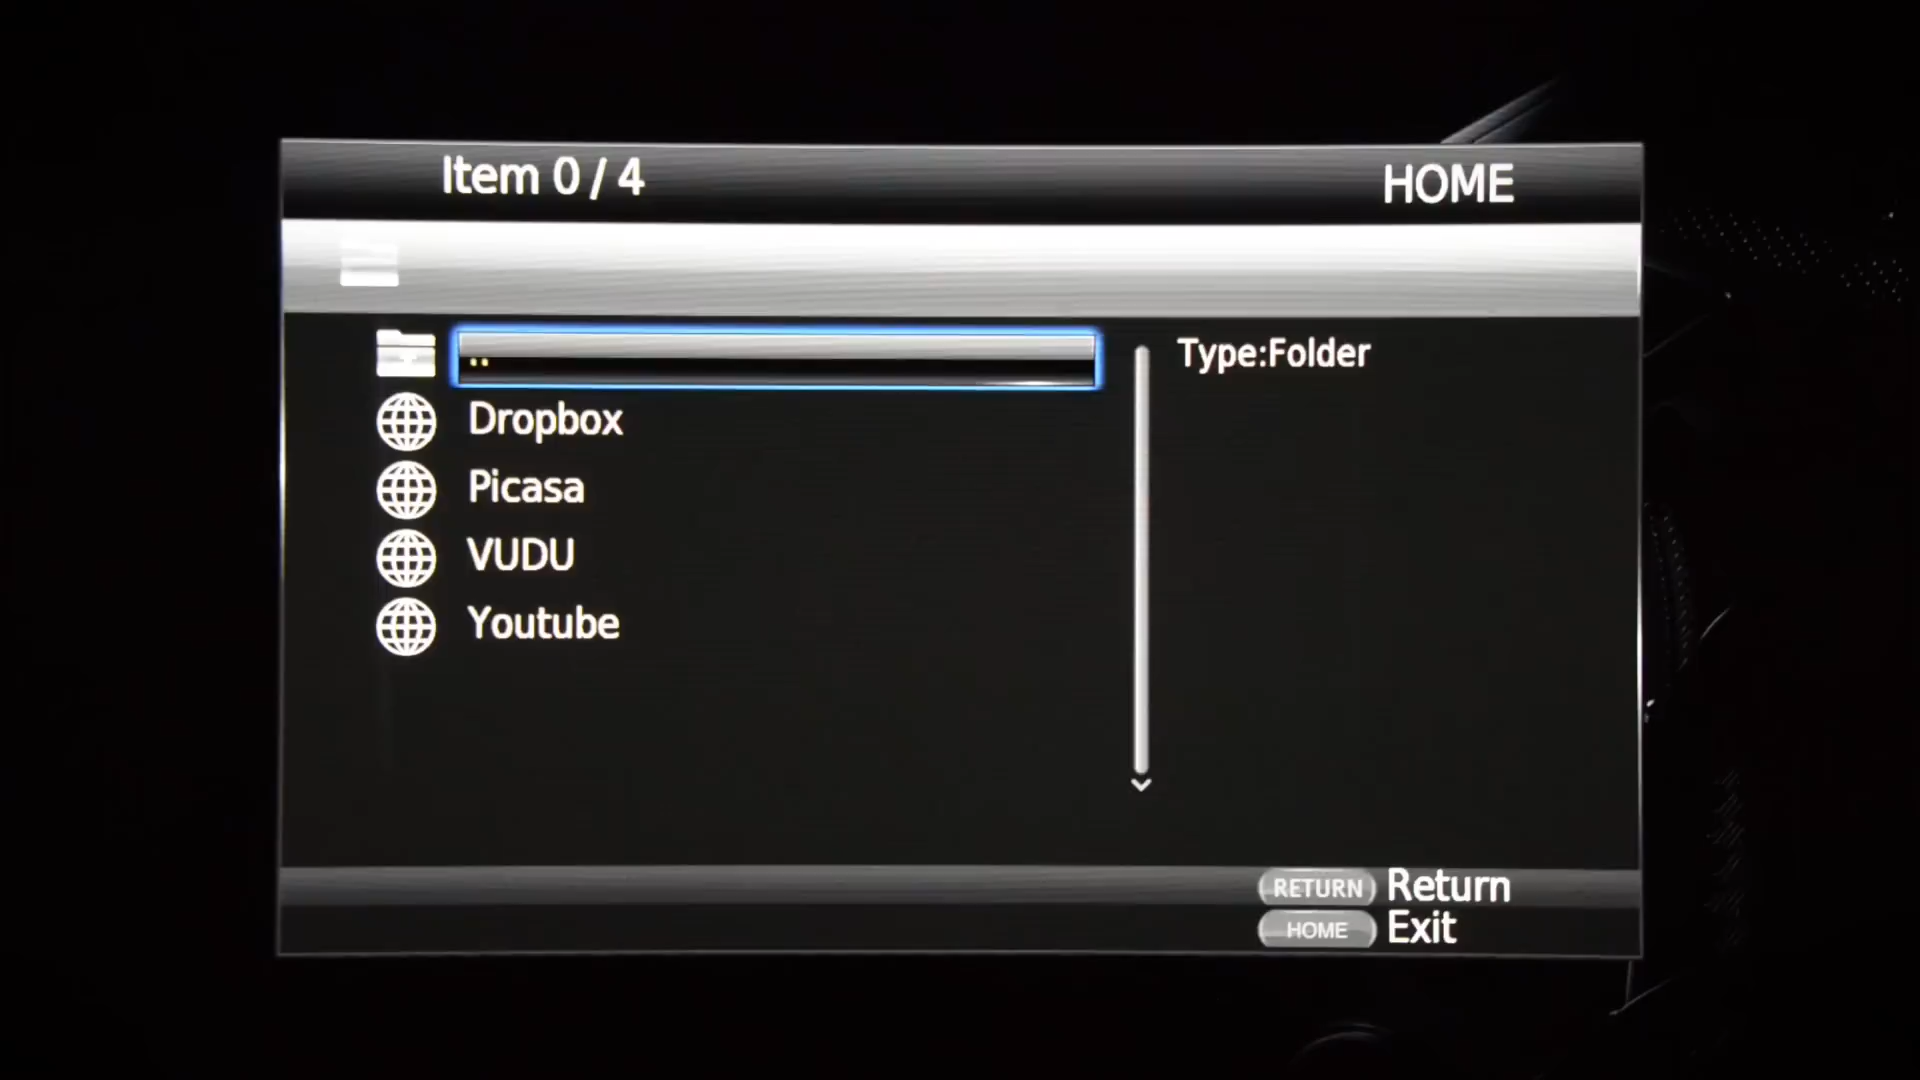 Item 0 / 4
HOME
..
Type:Folder
Dropbox
Picasa
VUDU
Youtube
RETURN Return
HOME Exit